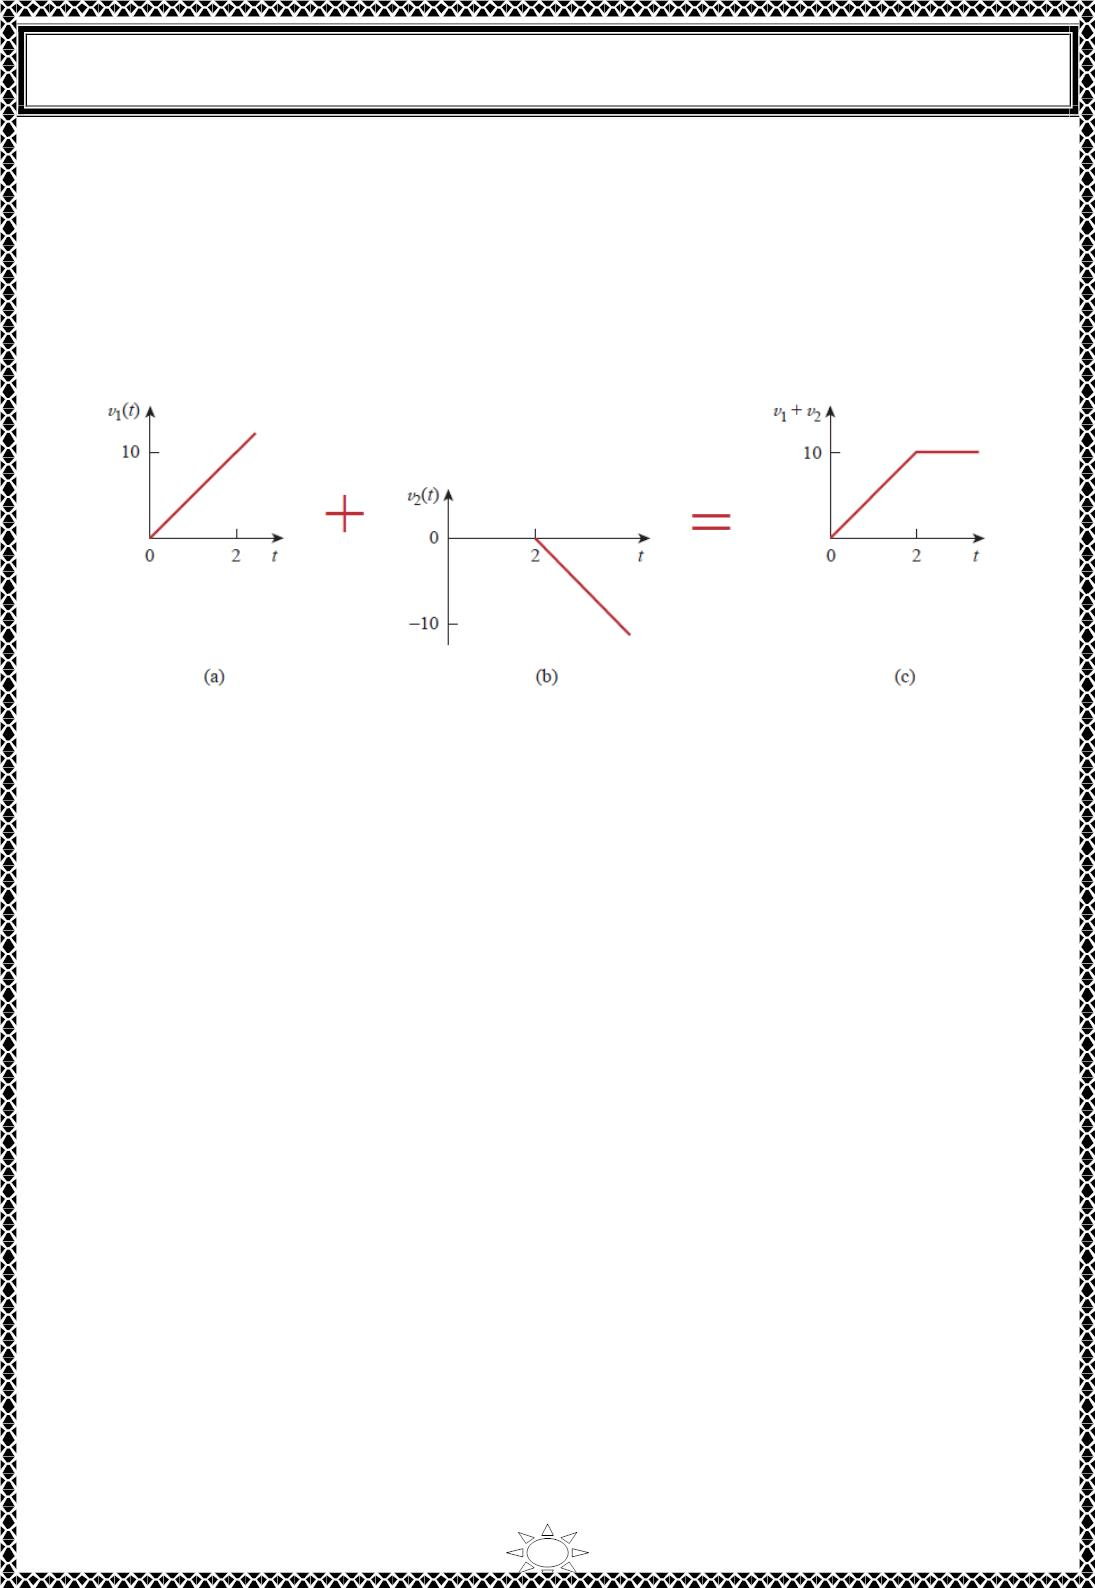 v₁(t)
10
0 2 t
+
v₂(t)
0
2 t
−10
=
v₁ + v₂
10
0 2 t
(a) (b) (c)